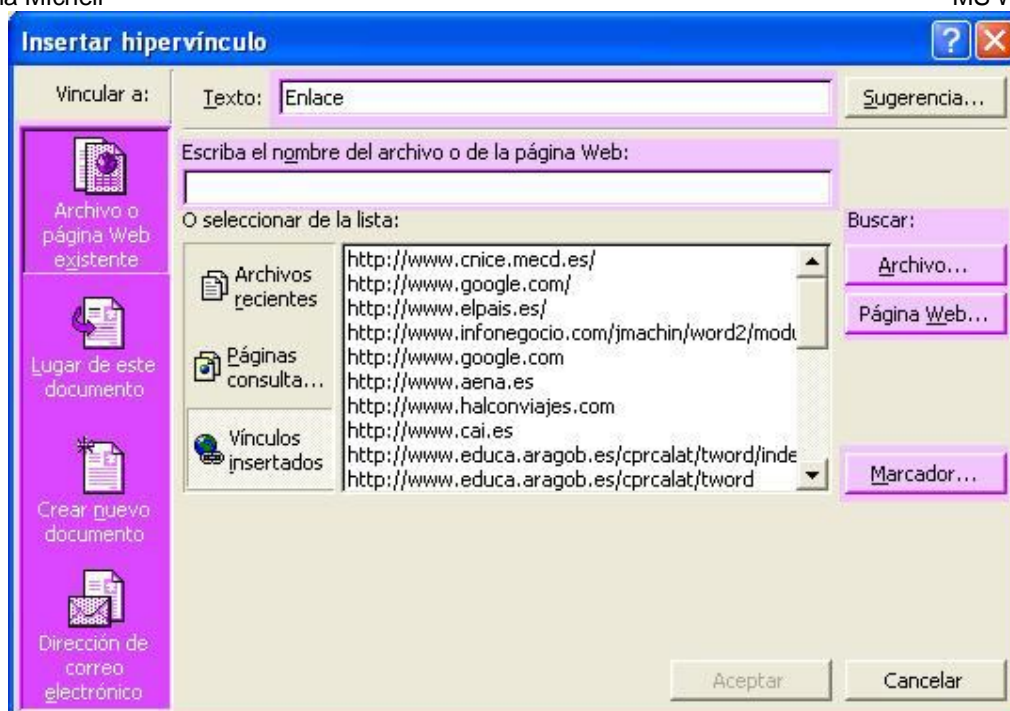 Insertar hipervínculo
Vincular a:
Texto: Enlace
Sugerencia...
Archivo o
página Web
existente
Lugar de este
documento
Crear nuevo
documento
Dirección de
correo
electrónico
Escriba el nombre del archivo o de la página Web:
O seleccionar de la lista:
Archivos
recientes
Páginas
consulta...
Vínculos
insertados
http://www.cnice.mecd.es/
http://www.google.com/
http://www.elpais.es/
http://www.infonegocio.com/jmachin/word2/modu
http://www.google.com
http://www.aena.es
http://www.halconviajes.com
http://www.cai.es
http://www.educa.aragob.es/cprcalat/tword/inde
http://www.educa.aragob.es/cprcalat/tword
Buscar:
Archivo...
Página Web...
Marcador...
Aceptar
Cancelar